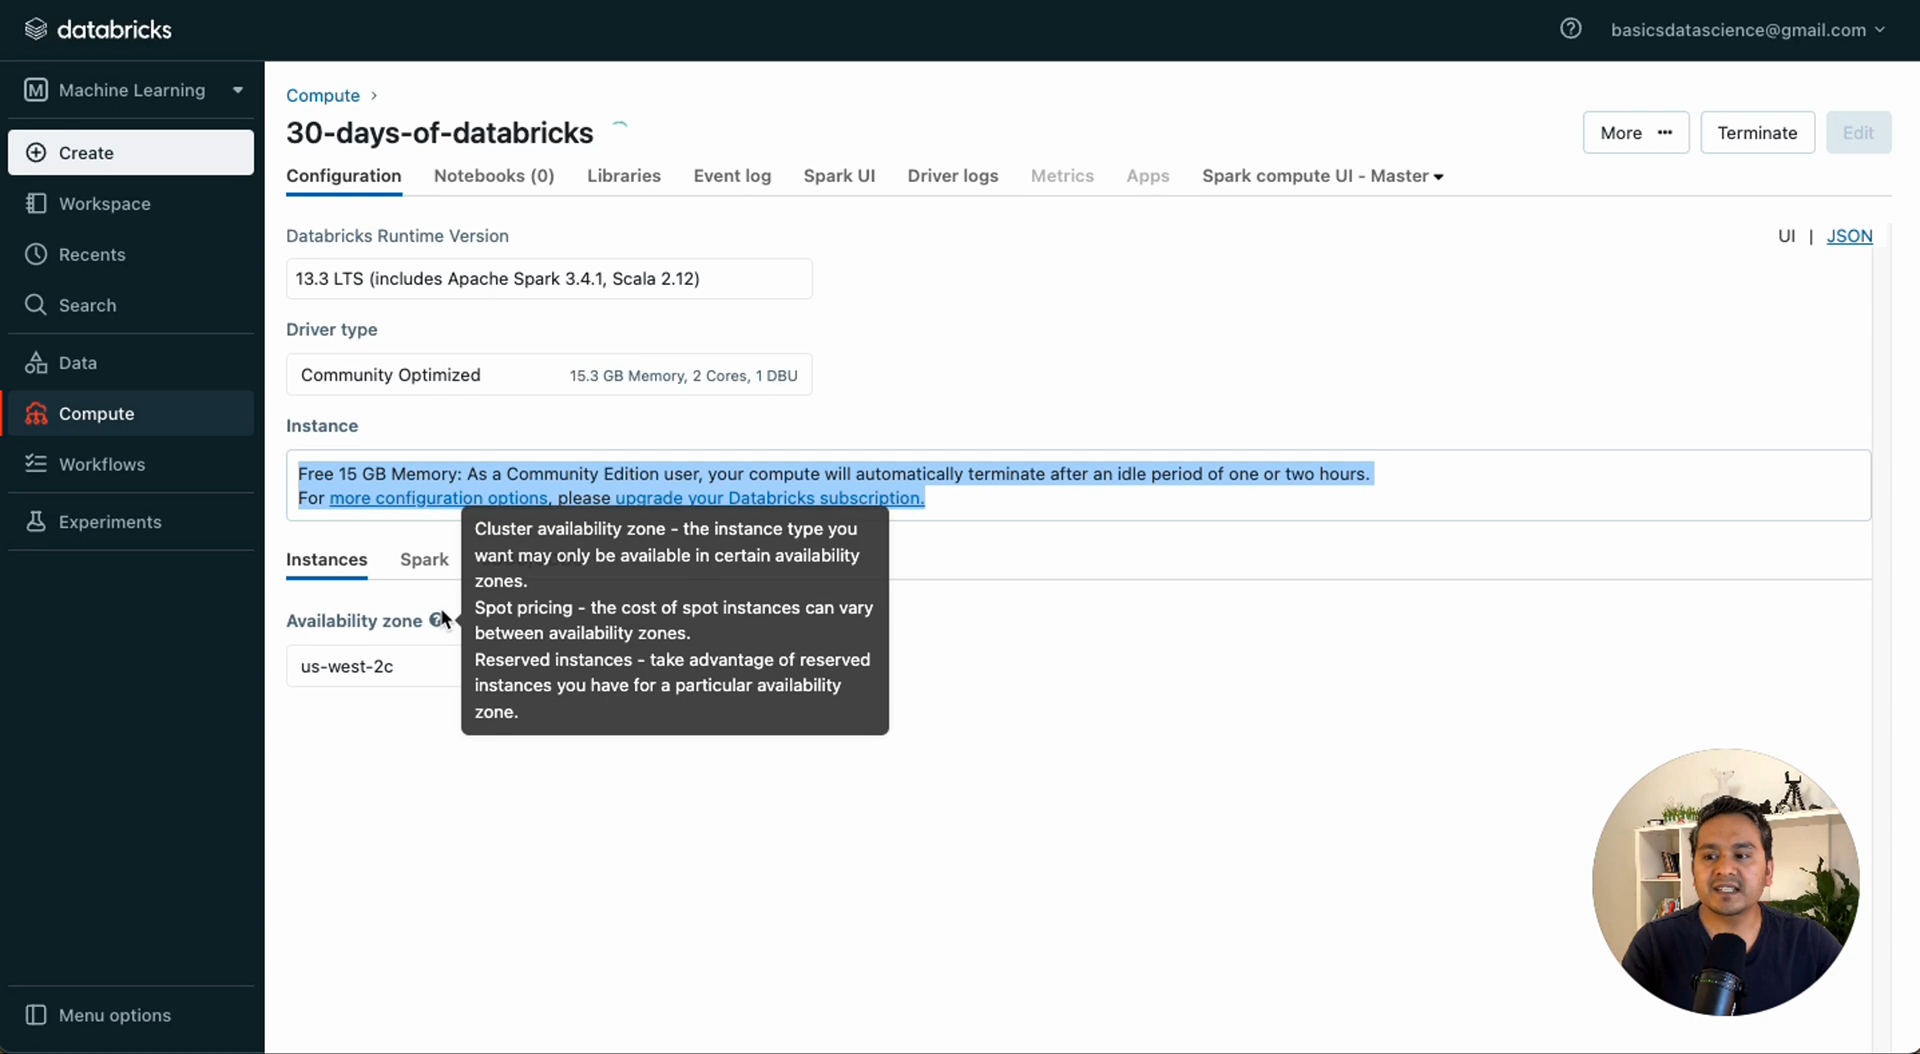 databricks
basicsdatascience@gmail.com
Machine Learning
Create
Workspace
Recents
Search
Data
Compute
Workflows
Experiments
Menu options
Compute >
30-days-of-databricks
More ...
Terminate
Edit
Configuration Notebooks (0) Libraries Event log Spark UI Driver logs Metrics Apps Spark compute UI - Master
Databricks Runtime Version
UI | JSON
13.3 LTS (includes Apache Spark 3.4.1, Scala 2.12)
Driver type
Community Optimized 15.3 GB Memory, 2 Cores, 1 DBU
Instance
Free 15 GB Memory: As a Community Edition user, your compute will automatically terminate after an idle period of one or two hours.
For more configuration options, please upgrade your Databricks subscription.
Instances Spark
Availability zone
us-west-2c
Cluster availability zone - the instance type you
want may only be available in certain availability
zones.
Spot pricing - the cost of spot instances can vary
between availability zones.
Reserved instances - take advantage of reserved
instances you have for a particular availability
zone.